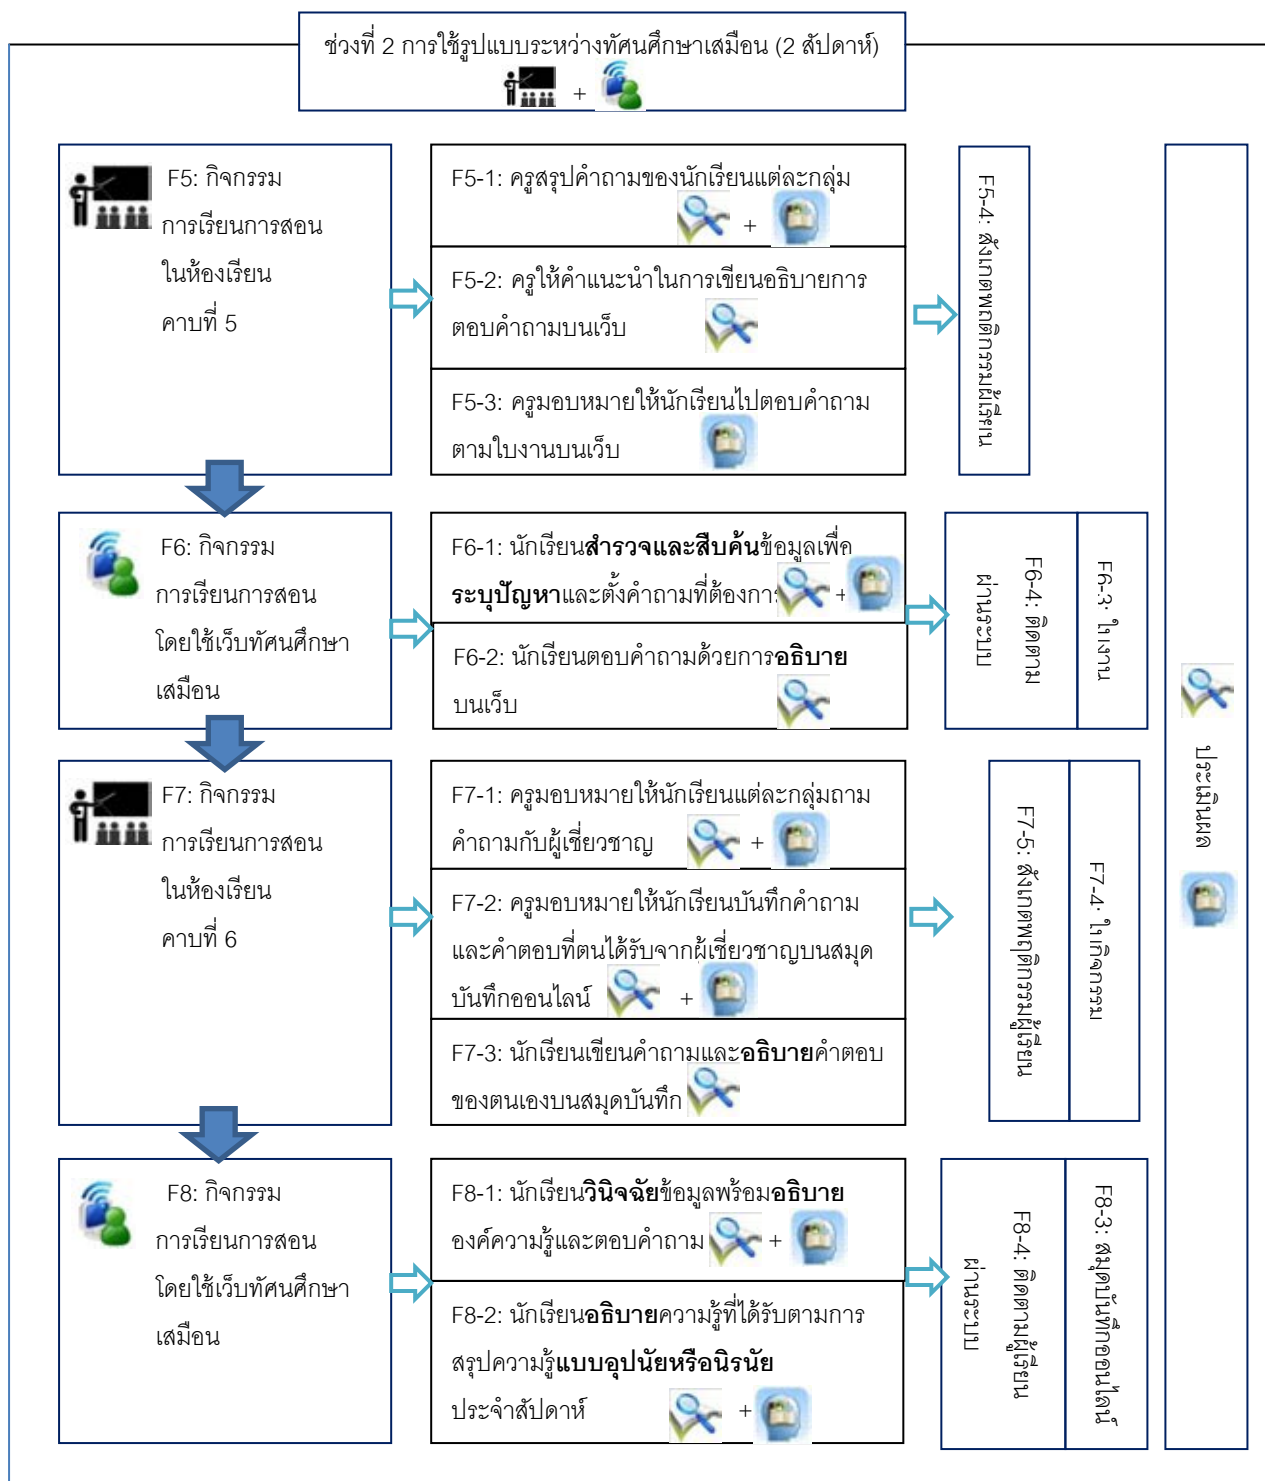 ช่วงที่ 2 การใช้รูปแบบระหว่างทัศนศึกษาเสมือน (2 สัปดาห์)
+
F5: กิจกรรม
การเรียนการสอน
ในห้องเรียน
คาบที่ 5
F5-1: ครูสรุปคำถามของนักเรียนแต่ละกลุ่ม
+
F5-2: ครูให้คำแนะนำในการเขียนอธิบายการ
ตอบคำถามบนเว็บ
F5-3: ครูมอบหมายให้นักเรียนไปตอบคำถาม
ตามใบงานบนเว็บ
F5-4: สังเกตพฤติกรรมผู้เรียน
F6: กิจกรรม
การเรียนการสอน
โดยใช้เว็บทัศนศึกษา
เสมือน
F6-1: นักเรียนสำรวจและสืบค้นข้อมูลเพื่อ
ระบุปัญหาและตั้งคำถามที่ต้องการ
+
F6-2: นักเรียนตอบคำถามด้วยการอธิบาย
บนเว็บ
F6-3: ใบงาน
F6-4: ติดตาม
ผ่านระบบ
F7: กิจกรรม
การเรียนการสอน
ในห้องเรียน
คาบที่ 6
F7-1: ครูมอบหมายให้นักเรียนแต่ละกลุ่มถาม
คำถามกับผู้เชี่ยวชาญ +
F7-2: ครูมอบหมายให้นักเรียนบันทึกคำถาม
และคำตอบที่ตนได้รับจากผู้เชี่ยวชาญบนสมุด
บันทึกออนไลน์ +
F7-3: นักเรียนเขียนคำถามและอธิบายคำตอบ
ของตนเองบนสมุดบันทึก
F7-4: ใบกิจกรรม
F7-5: สังเกตพฤติกรรมผู้เรียน
F8: กิจกรรม
การเรียนการสอน
โดยใช้เว็บทัศนศึกษา
เสมือน
F8-1: นักเรียนวินิจฉัยข้อมูลพร้อมอธิบาย
องค์ความรู้และตอบคำถาม +
F8-2: นักเรียนอธิบายความรู้ที่ได้รับตามการ
สรุปความรู้แบบอุปนัยหรือนิรนัย
ประจำสัปดาห์ +
F8-3: สมุดบันทึกออนไลน์
F8-4: ติดตามผู้เรียน
ผ่านระบบ
ประเมินผล